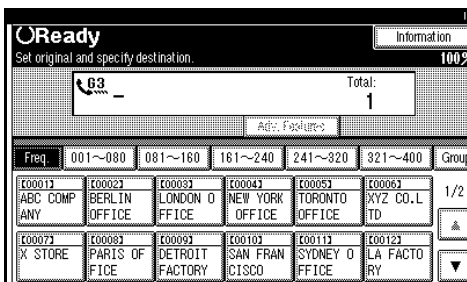 Ready
Information
Set original and specify destination.
100%
63 _
Total:
1
Adv. Features
Freq. 001~080 081~160 161~240 241~320 321~400 Group
[0001] [0002] [0003] [0004] [0005] [0006]
ABC COMP BERLIN LONDON O NEW YORK TORONTO XYZ CO.L
ANY OFFICE FFICE OFFICE OFFICE TD
1/2
[0007] [0008] [0009] [0010] [0011] [0012]
X STORE PARIS OF DETROIT SAN FRAN SYDNEY O LA FACTO
FICE FACTORY CISCO FFICE RY